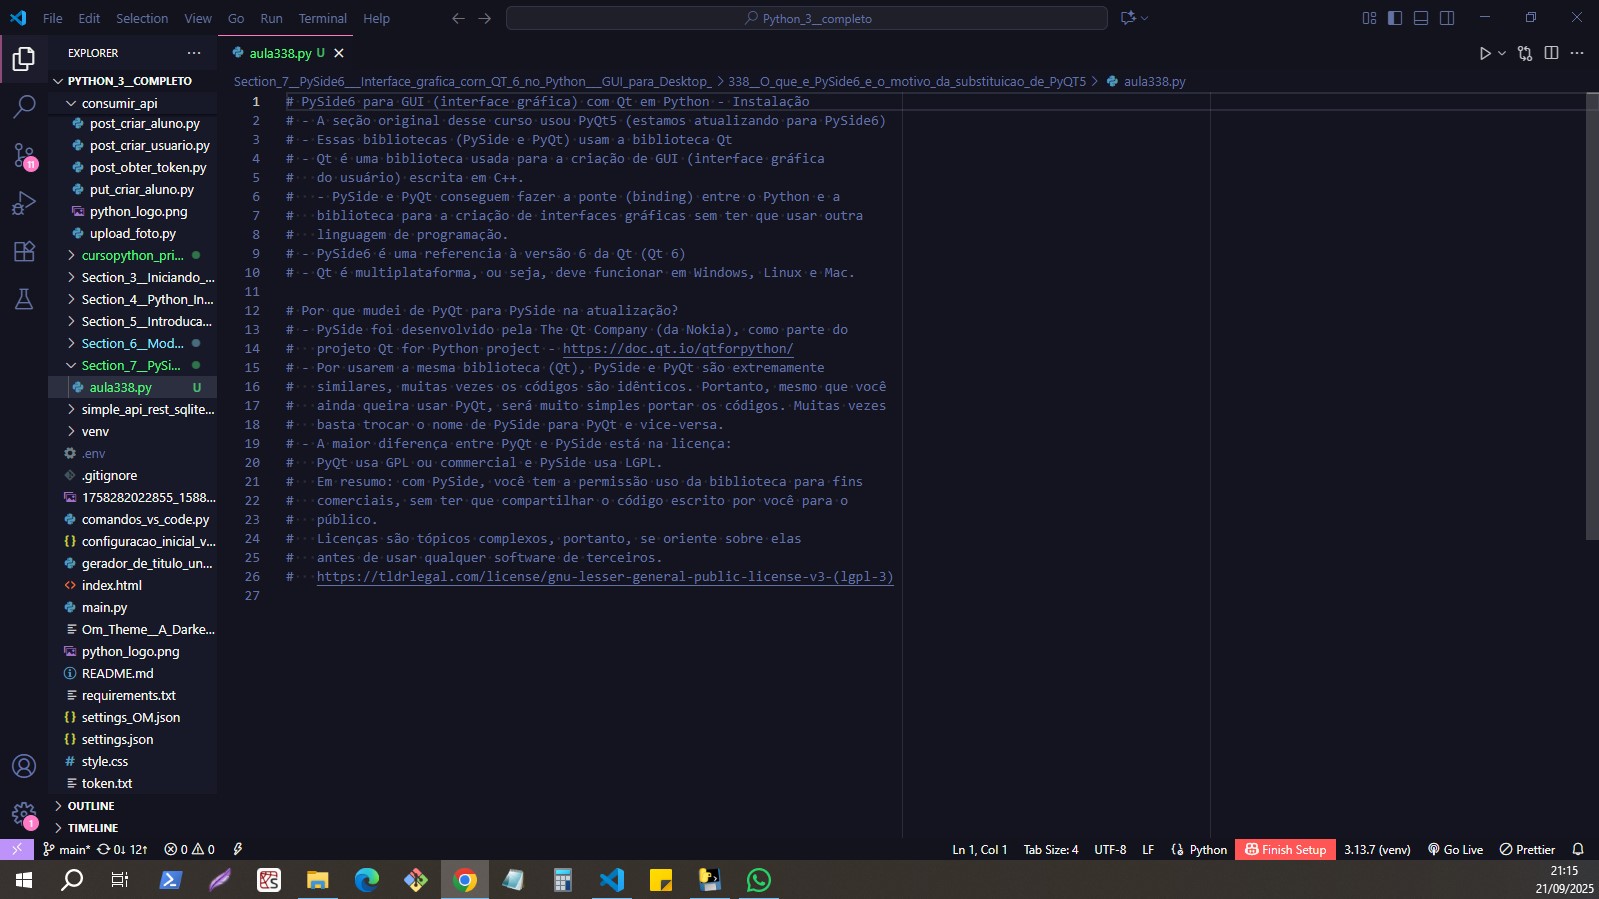 File Edit Selection View Go Run Terminal Help
Python_3__completo
EXPLORER
aula338.py U
PYTHON_3__COMPLETO
consumir_api
post_criar_aluno.py
post_criar_usuario.py
post_obter_token.py
put_criar_aluno.py
python_logo.png
upload_foto.py
cursopython_pri...
Section_3__Iniciando_...
Section_4__Python_In...
Section_5__Introduca...
Section_6__Mod...
Section_7__PySi...
aula338.py U
simple_api_rest_sqlite...
venv
.env
.gitignore
1758282022855_1588...
comandos_vs_code.py
configuracao_inicial_v...
gerador_de_titulo_un...
index.html
main.py
Om_Theme__A_Darke...
python_logo.png
README.md
requirements.txt
settings_OM.json
settings.json
style.css
token.txt
OUTLINE
TIMELINE
11
1
Section_7__PySide6___Interface_grafica_corn_QT_6_no_Python___GUI_para_Desktop_ > 338__O_que_e_PySide6_e_o_motivo_da_substituicao_de_PyQT5 > aula338.py
1 # PySide6 para GUI (interface gráfica) com Qt em Python - Instalação
2 # - A seção original desse curso usou PyQt5 (estamos atualizando para PySide6)
3 # - Essas bibliotecas (PySide e PyQt) usam a biblioteca Qt
4 # - Qt é uma biblioteca usada para a criação de GUI (interface gráfica
5 #   do usuário) escrita em C++.
6 #   - PySide e PyQt conseguem fazer a ponte (binding) entre o Python e a
7 #   biblioteca para a criação de interfaces gráficas sem ter que usar outra
8 #   linguagem de programação.
9 # - PySide6 é uma referencia à versão 6 da Qt (Qt 6)
10 # - Qt é multiplataforma, ou seja, deve funcionar em Windows, Linux e Mac.
11
12 # Por que mudei de PyQt para PySide na atualização?
13 # - PySide foi desenvolvido pela The Qt Company (da Nokia), como parte do
14 #   projeto Qt for Python project - https://doc.qt.io/qtforpython/
15 # - Por usarem a mesma biblioteca (Qt), PySide e PyQt são extremamente
16 #   similares, muitas vezes os códigos são idênticos. Portanto, mesmo que você
17 #   ainda queira usar PyQt, será muito simples portar os códigos. Muitas vezes
18 #   basta trocar o nome de PySide para PyQt e vice-versa.
19 # - A maior diferença entre PyQt e PySide está na licença:
20 #   PyQt usa GPL ou commercial e PySide usa LGPL.
21 #   Em resumo: com PySide, você tem a permissão uso da biblioteca para fins
22 #   comerciais, sem ter que compartilhar o código escrito por você para o
23 #   público.
24 #   Licenças são tópicos complexos, portanto, se oriente sobre elas
25 #   antes de usar qualquer software de terceiros.
26 #   https://tldrlegal.com/license/gnu-lesser-general-public-license-v3-(lgpl-3)
27
main* 0↓ 12↑ 0 0 Ln 1, Col 1 Tab Size: 4 UTF-8 LF Python Finish Setup 3.13.7 (venv) Go Live Prettier
21:15
21/09/2025